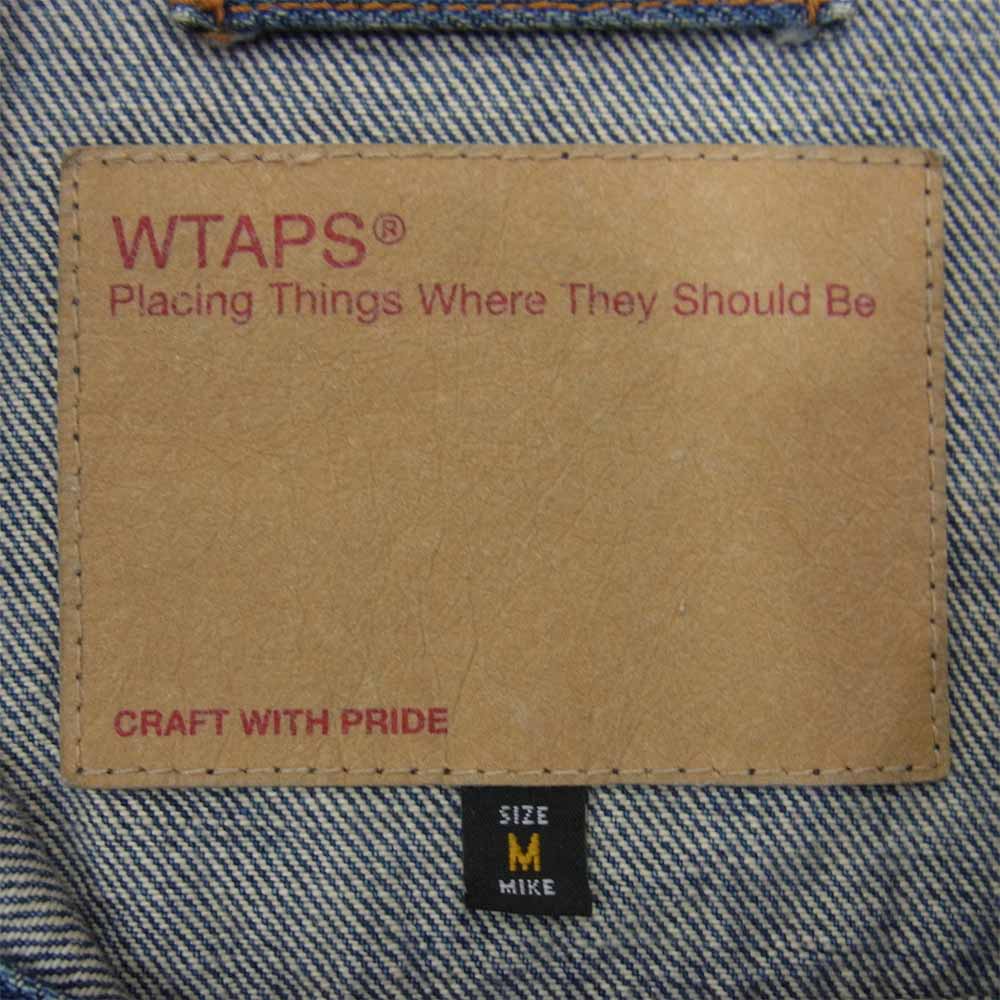 WTAPS®
Placing Things Where They Should Be
CRAFT WITH PRIDE
SIZE
M
MIKE